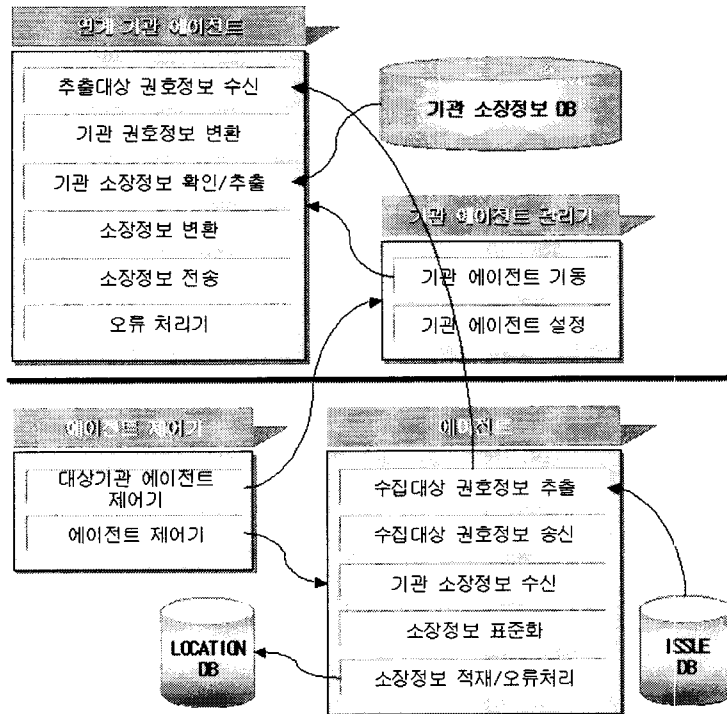 연계 기관 에이전트
추출대상 권호정보 수신
기관 권호정보 변환
기관 소장정보 확인/추출
소장정보 변환
소장정보 전송
오류 처리기
기관 소장정보 DB
기관 에이전트 관리기
기관 에이전트 기동
기관 에이전트 설정
에이전트 제어기
대상기관 에이전트
제어기
에이전트 제어기
에이전트
수집대상 권호정보 추출
수집대상 권호정보 송신
기관 소장정보 수신
소장정보 표준화
소장정보 적재/오류처리
LOCATION
DB
ISSLE
DB